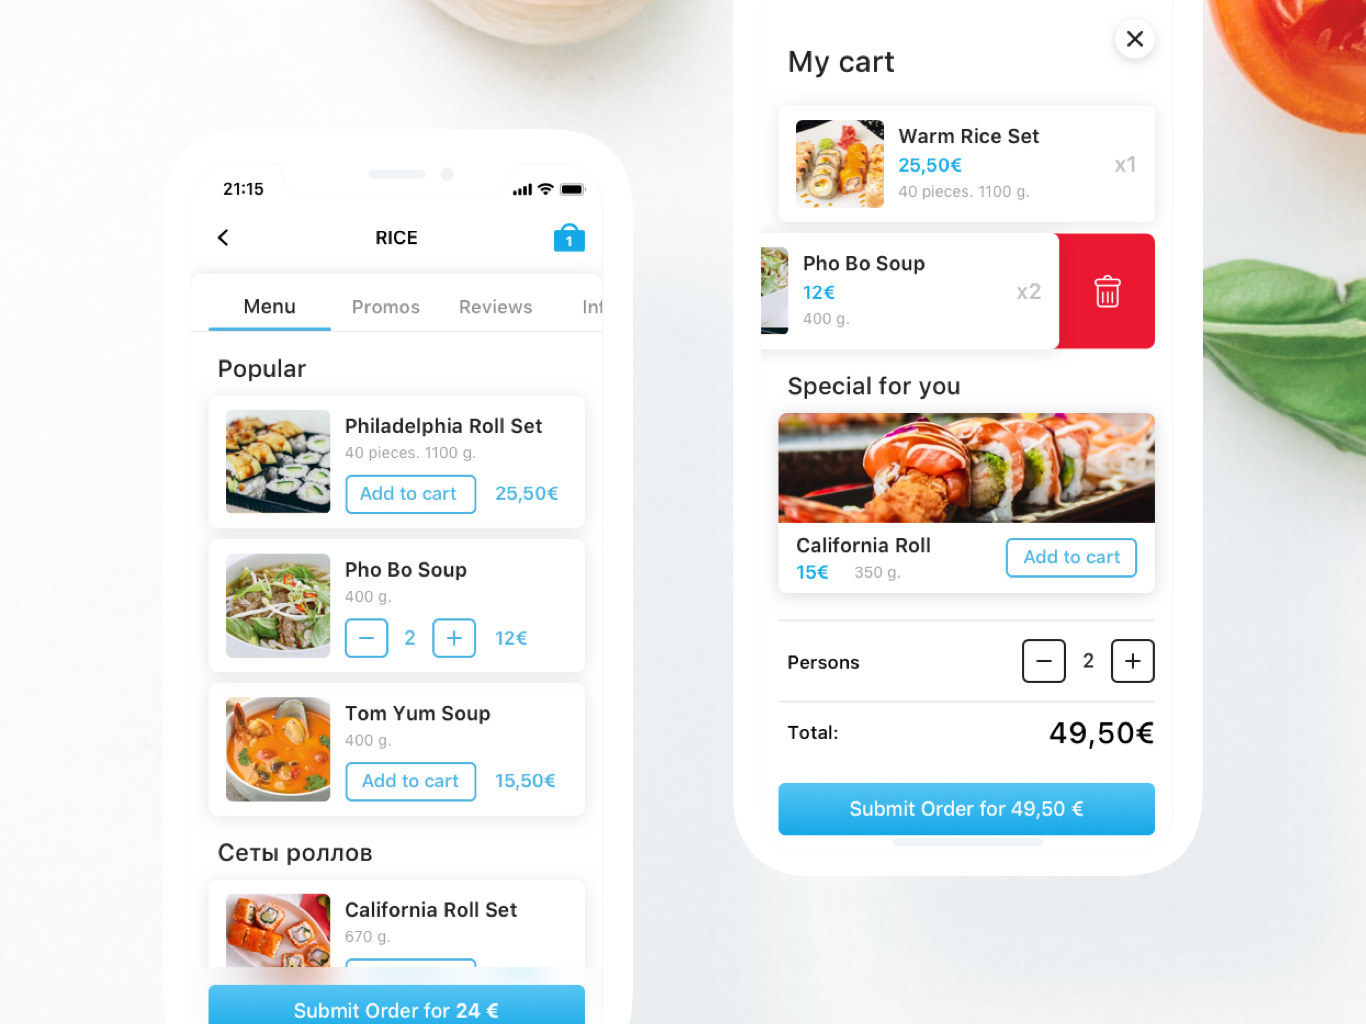 21:15
RICE
1
Menu
Promos
Reviews
Inf
Popular
Philadelphia Roll Set
40 pieces. 1100 g.
Add to cart
25,50€
Pho Bo Soup
400 g.
2
12€
Tom Yum Soup
400 g.
Add to cart
15,50€
Сеты роллов
California Roll Set
670 g.
Submit Order for 24 €
My cart
Warm Rice Set
25,50€
x1
40 pieces. 1100 g.
Pho Bo Soup
12€
x2
400 g.
Special for you
California Roll
15€
350 g.
Add to cart
Persons
2
Total:
49,50€
Submit Order for 49,50 €